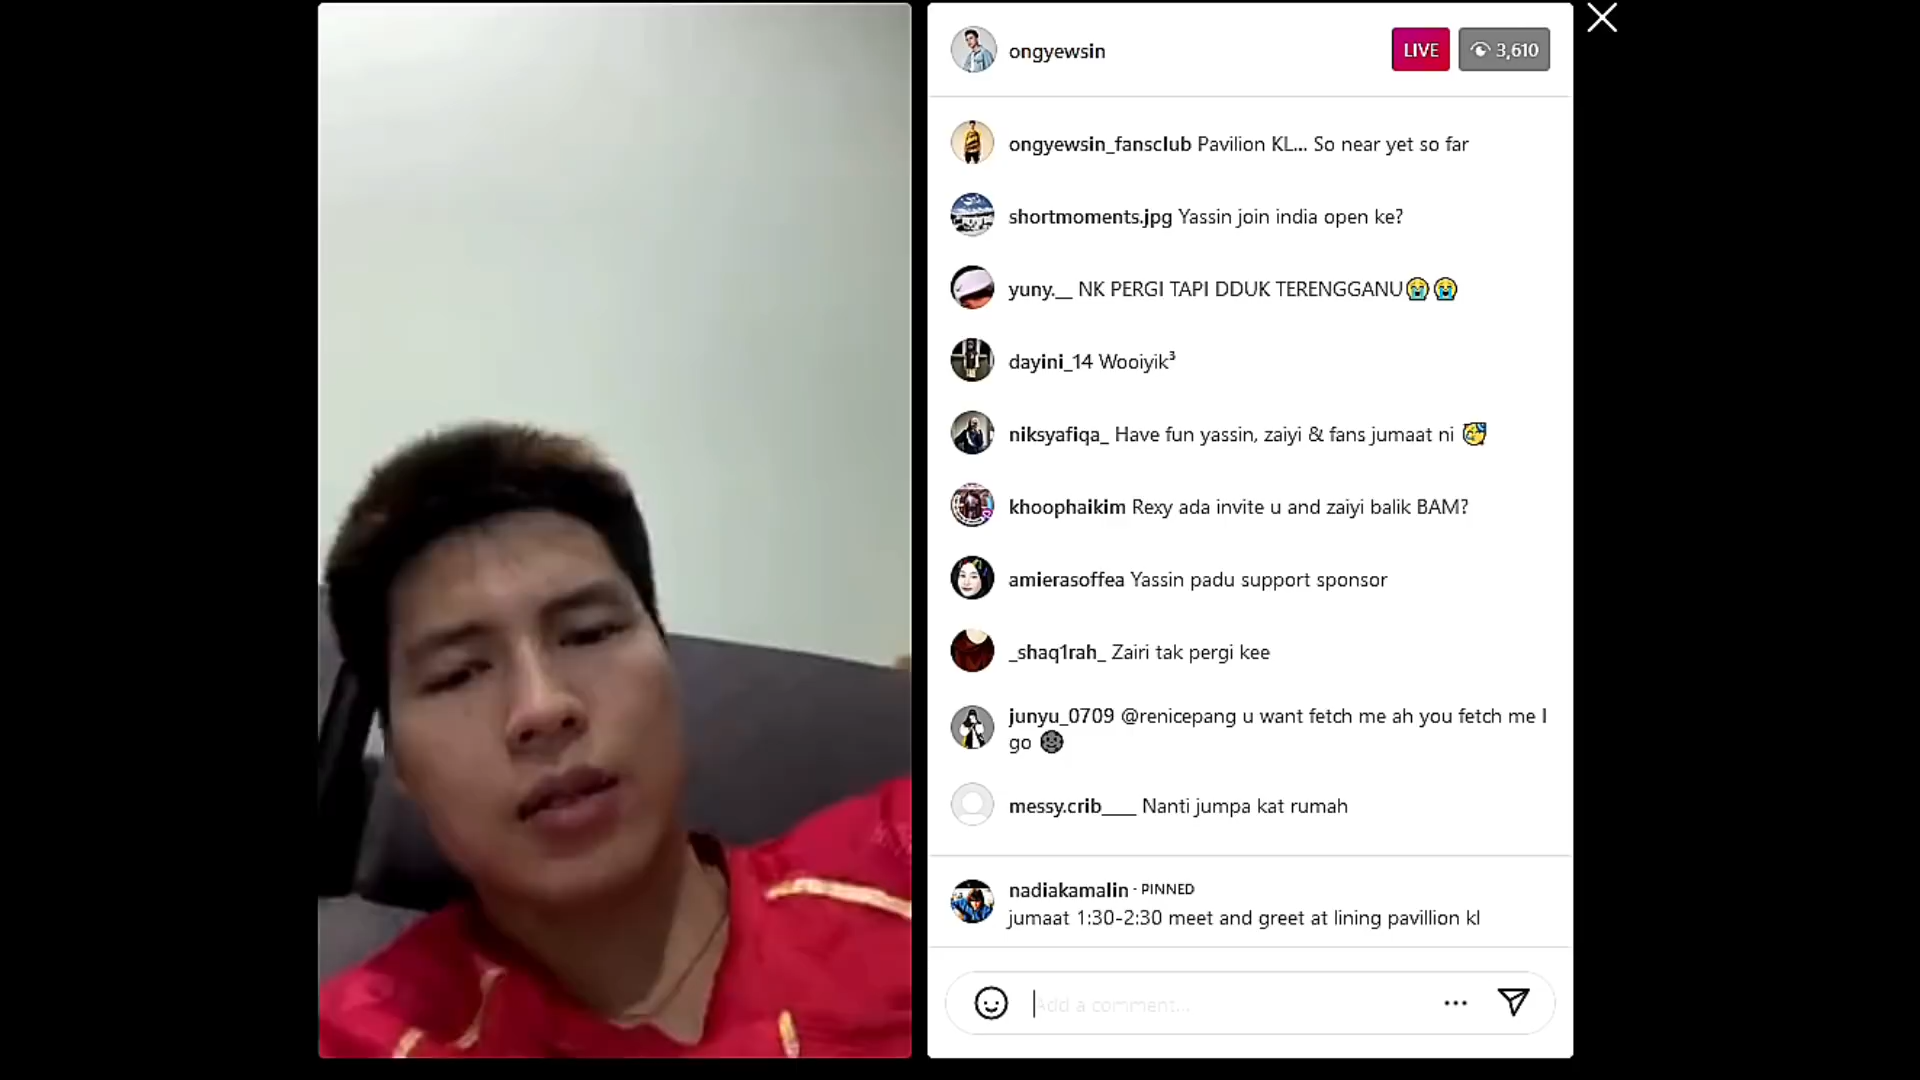 ongyewsin
LIVE
3,610
ongyewsin_fansclub Pavilion KL... So near yet so far
shortmoments.jpg Yassin join india open ke?
yuny.__ NK PERGI TAPI DDUK TERENGGANU😭😭
dayini_14 Wooiyik³
niksyafiqa_ Have fun yassin, zaiyi & fans jumaat ni 🥳
khoophaikim Rexy ada invite u and zaiyi balik BAM?
amierasoffea Yassin padu support sponsor
_shaq1rah_ Zairi tak pergi kee
junyu_0709 @renicepang u want fetch me ah you fetch me I
go 🌚
messy.crib____ Nanti jumpa kat rumah
nadiakamalin · PINNED
jumaat 1:30-2:30 meet and greet at lining pavillion kl
Add a comment...